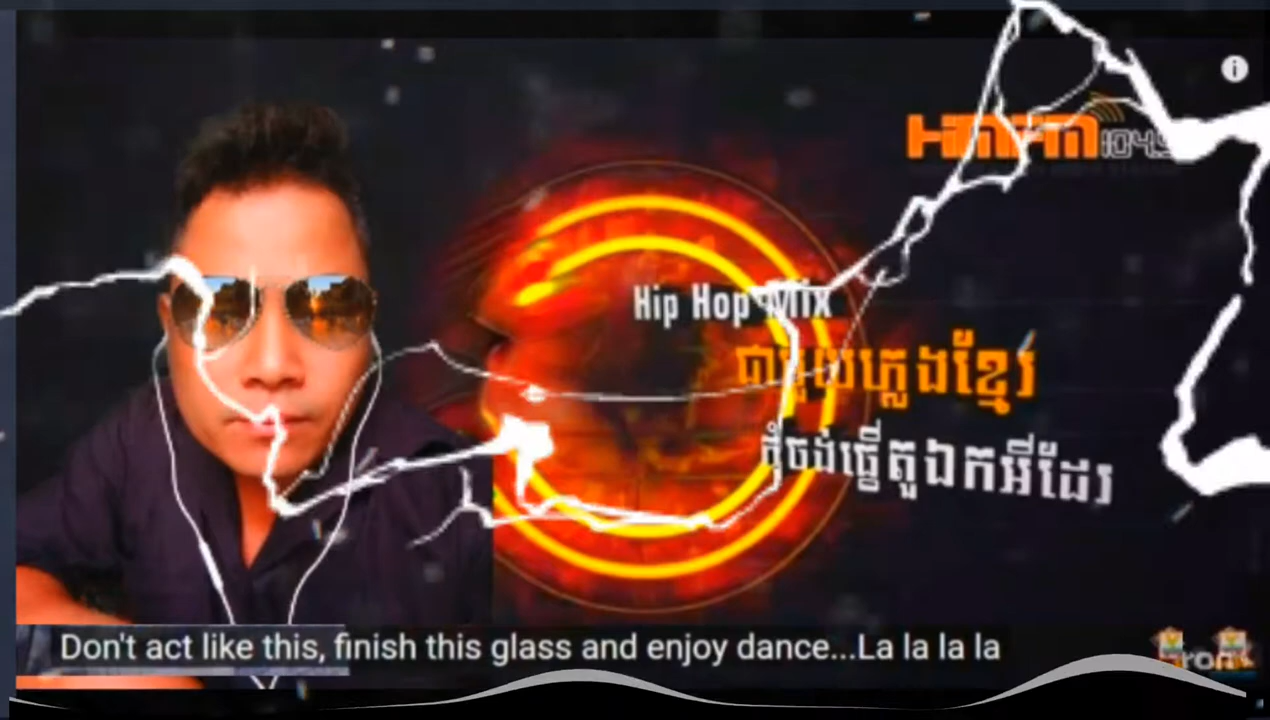 HMFM 104.5
Hip Hop Mix
ជាមួយភ្លេងខ្មែរ
កុំចង់ធ្វើតួឯកអីដែរ
Don't act like this, finish this glass and enjoy dance...La la la la